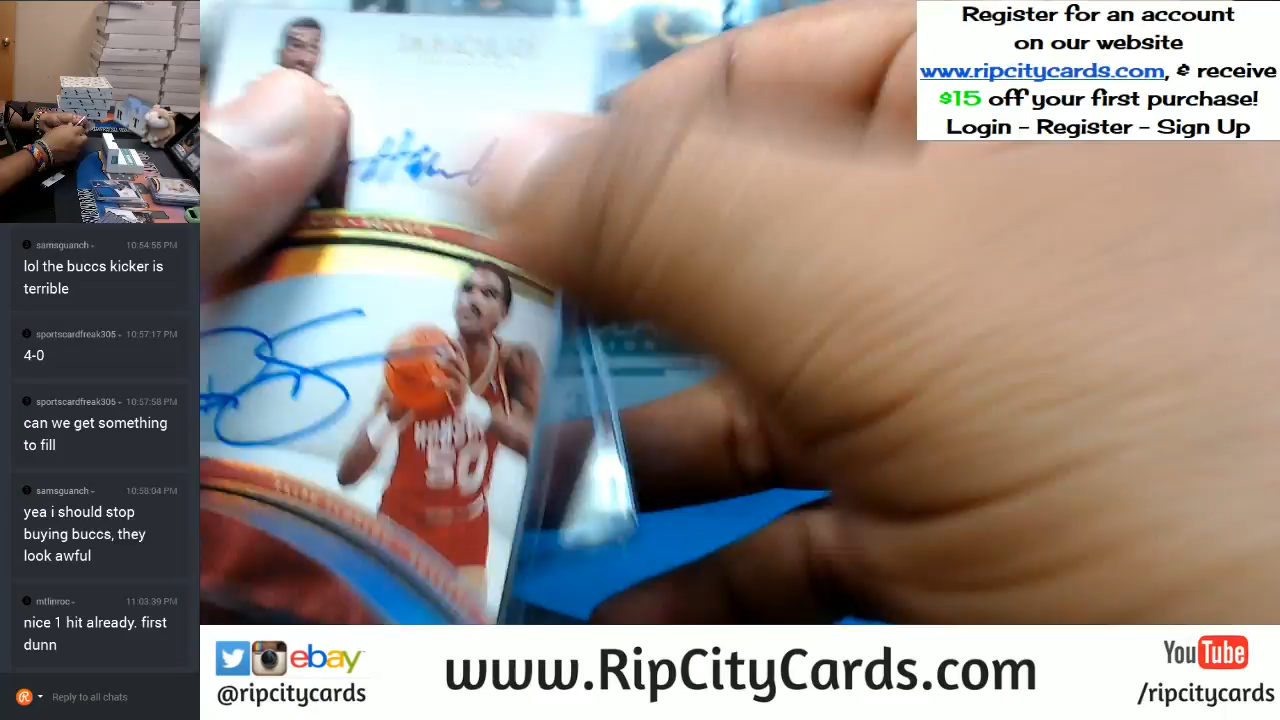 Register for an account
on our website
www.ripcitycards.com, & receive
$15 off your first purchase!
Login - Register - Sign Up
samsguanch
10:54:55 PM
lol the buccs kicker is
terrible
sportscardfreak305
10:57:17 PM
4-0
sportscardfreak305
10:57:58 PM
can we get something
to fill
samsguanch
10:58:04 PM
yea i should stop
buying buccs, they
look awful
mtlinroc
11:03:39 PM
nice 1 hit already. first
dunn
Reply to all chats
50
ebay
@ripcitycards
www.RipCityCards.com
YouTube
/ripcitycards